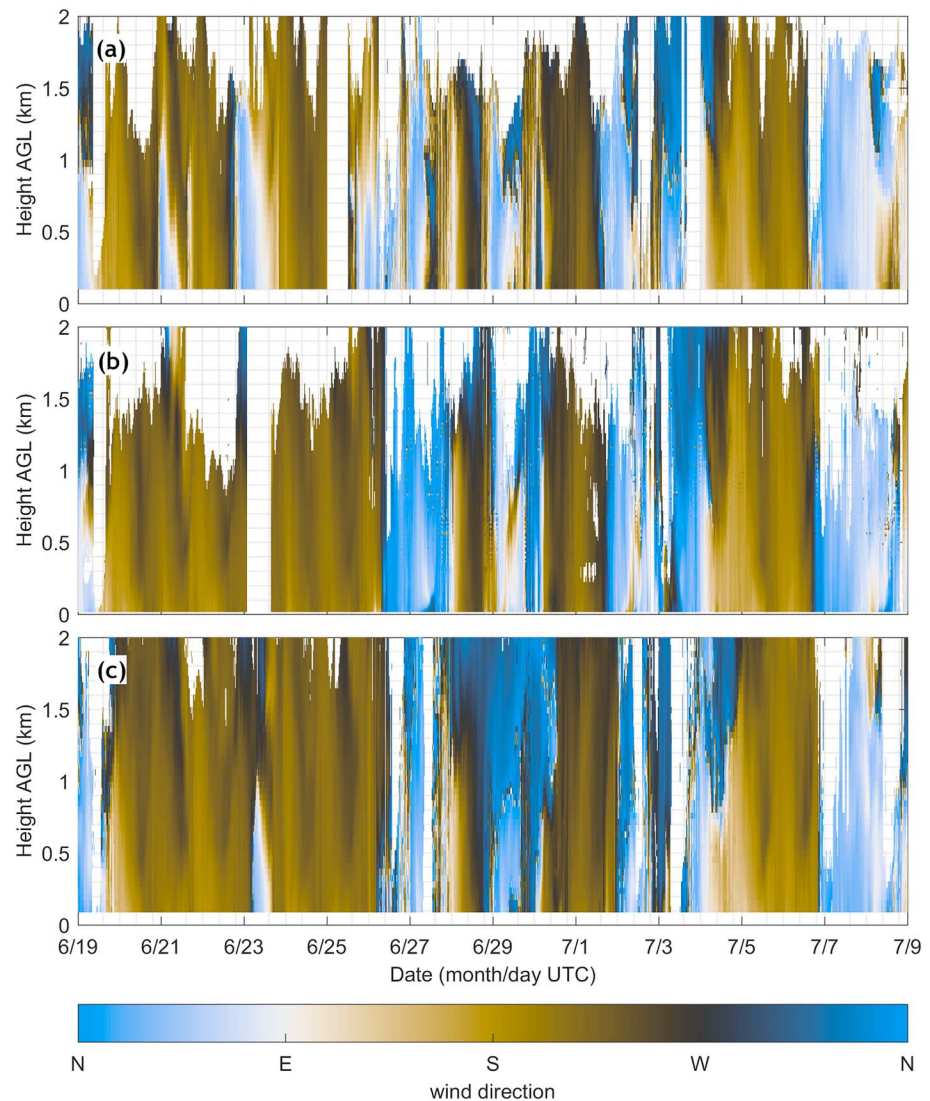 (a)
2
1.5
1
0.5
0
Height AGL (km)
(b)
2
1.5
1
0.5
0
Height AGL (km)
(c)
2
1.5
1
0.5
0
Height AGL (km)
6/19 6/21 6/23 6/25 6/27 6/29 7/1 7/3 7/5 7/7 7/9
Date (month/day UTC)
N E S W N
wind direction